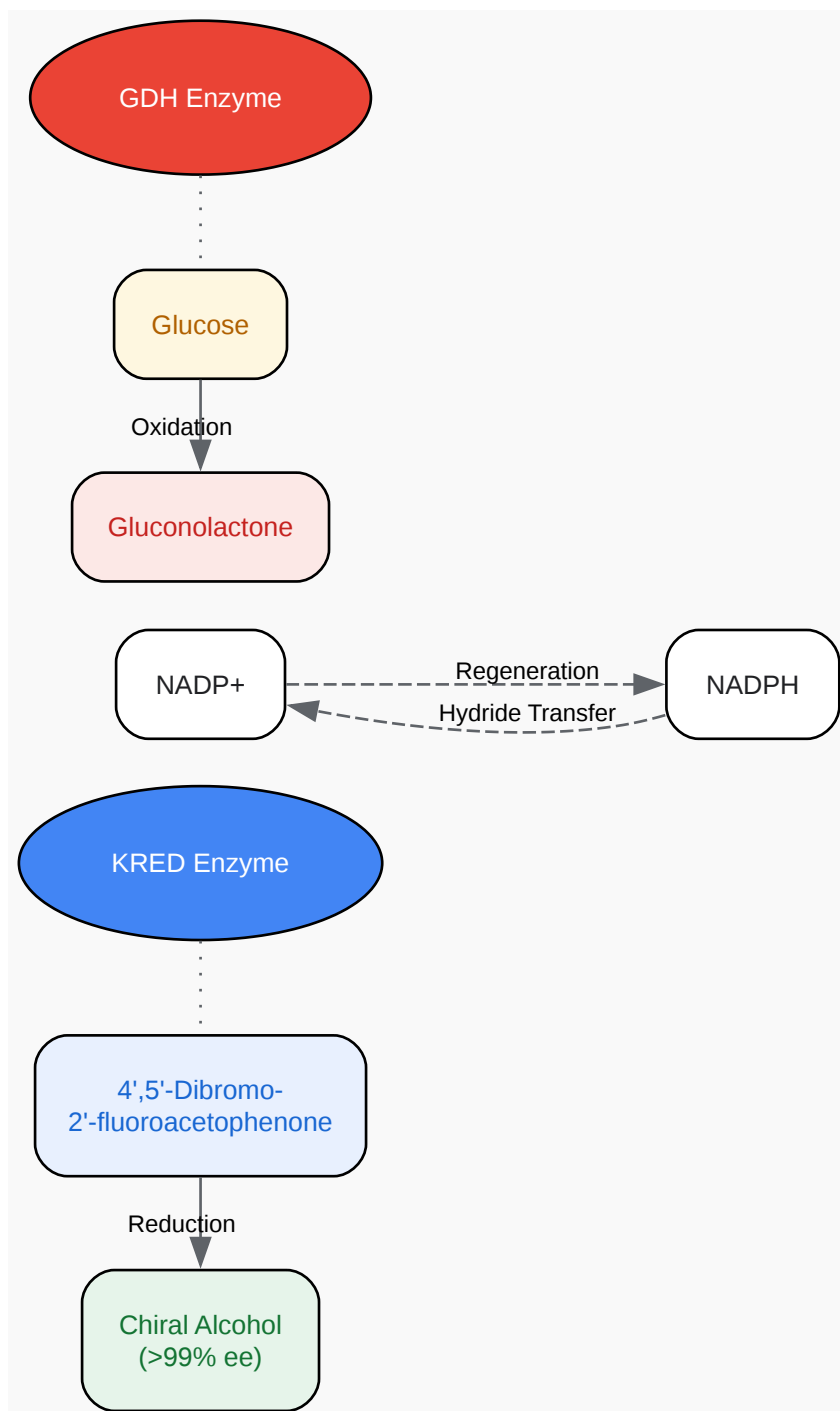 GDH Enzyme
Glucose
Oxidation
Gluconolactone
NADP+
Regeneration
NADPH
Hydride Transfer
KRED Enzyme
4',5'-Dibromo-
2'-fluoroacetophenone
Reduction
Chiral Alcohol
(>99% ee)